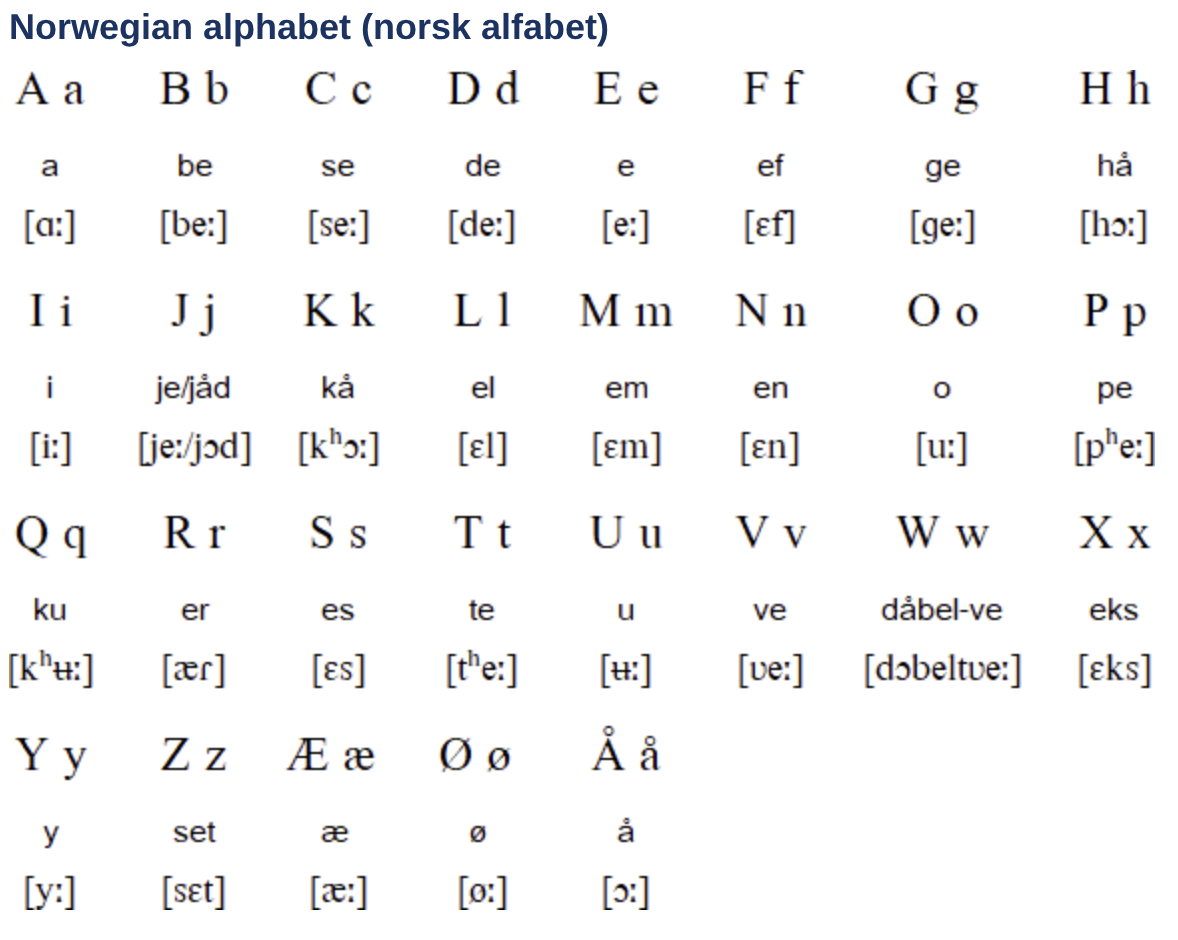 Norwegian alphabet (norsk alfabet)
A a B b C c D d E e F f G g H h
a be se de e ef ge hå
[ɑː] [beː] [seː] [deː] [eː] [ɛf] [ɡeː] [hɔː]
I i J j K k L l M m N n O o P p
i je/jåd kå el em en o pe
[iː] [jeː/jɔd] [kʰɔː] [ɛl] [ɛm] [ɛn] [uː] [pʰeː]
Q q R r S s T t U u V v W w X x
ku er es te u ve dåbel-ve eks
[kʰʉː] [æɾ] [ɛs] [tʰeː] [ʉː] [ʋeː] [dɔbeltʋeː] [ɛks]
Y y Z z Æ æ Ø ø Å å
y set æ ø å
[yː] [sɛt] [æː] [øː] [ɔː]